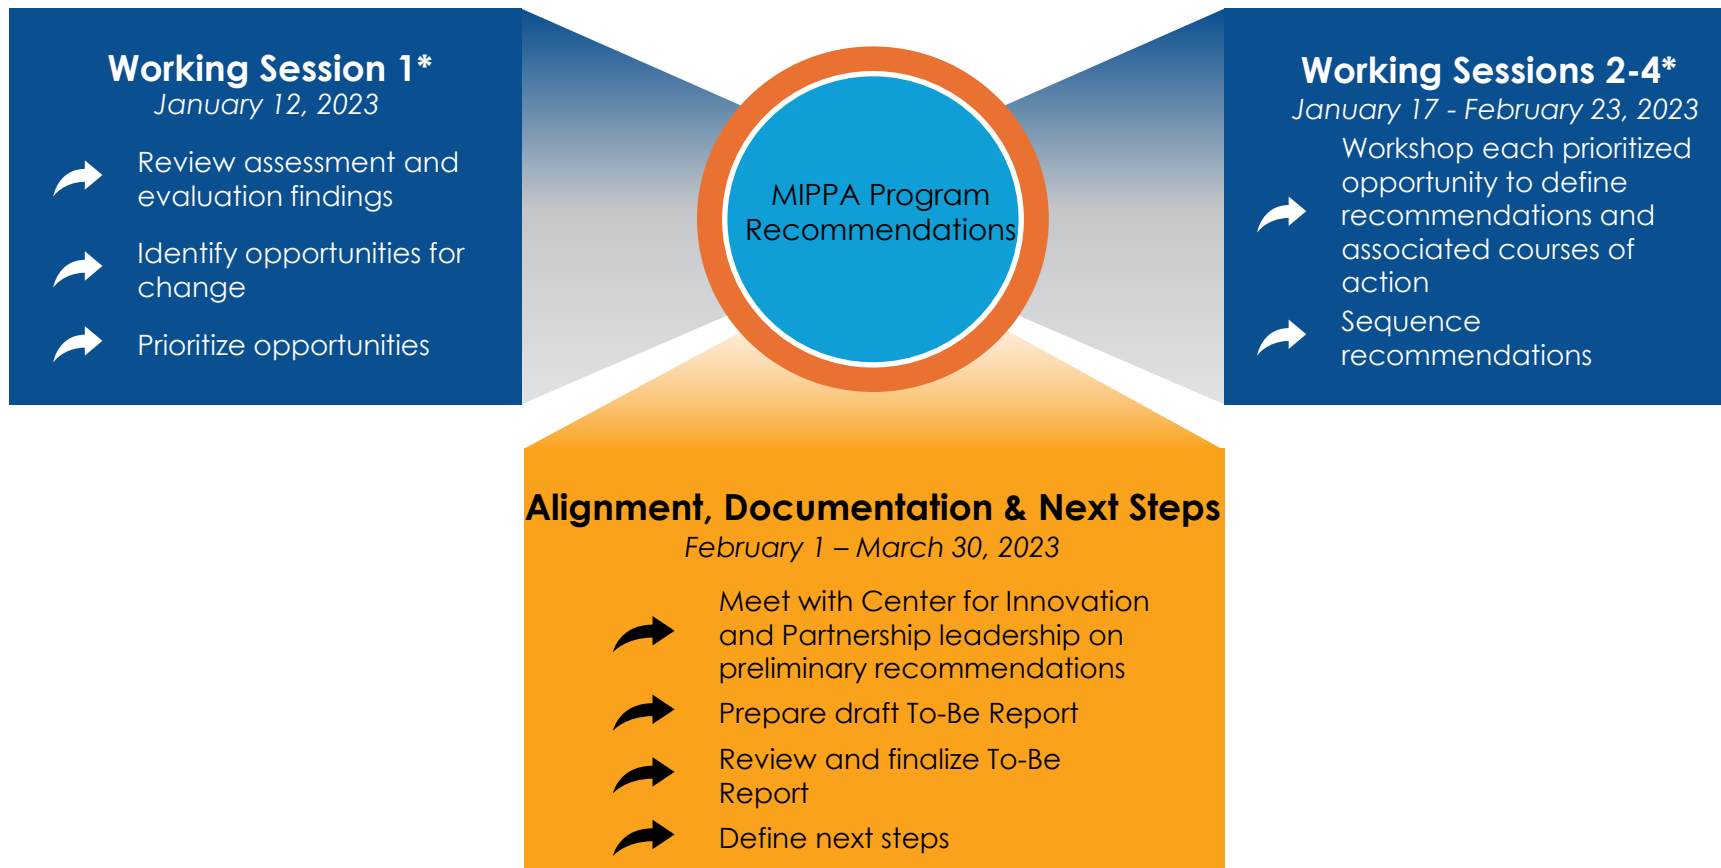 Working Session 1*
January 12, 2023
Review assessment and
evaluation findings
Identify opportunities for
change
Prioritize opportunities
MIPPA Program
Recommendations
Working Sessions 2-4*
January 17 - February 23, 2023
Workshop each prioritized
opportunity to define
recommendations and
associated courses of
action
Sequence
recommendations
Alignment, Documentation & Next Steps
February 1 – March 30, 2023
Meet with Center for Innovation
and Partnership leadership on
preliminary recommendations
Prepare draft To-Be Report
Review and finalize To-Be
Report
Define next steps